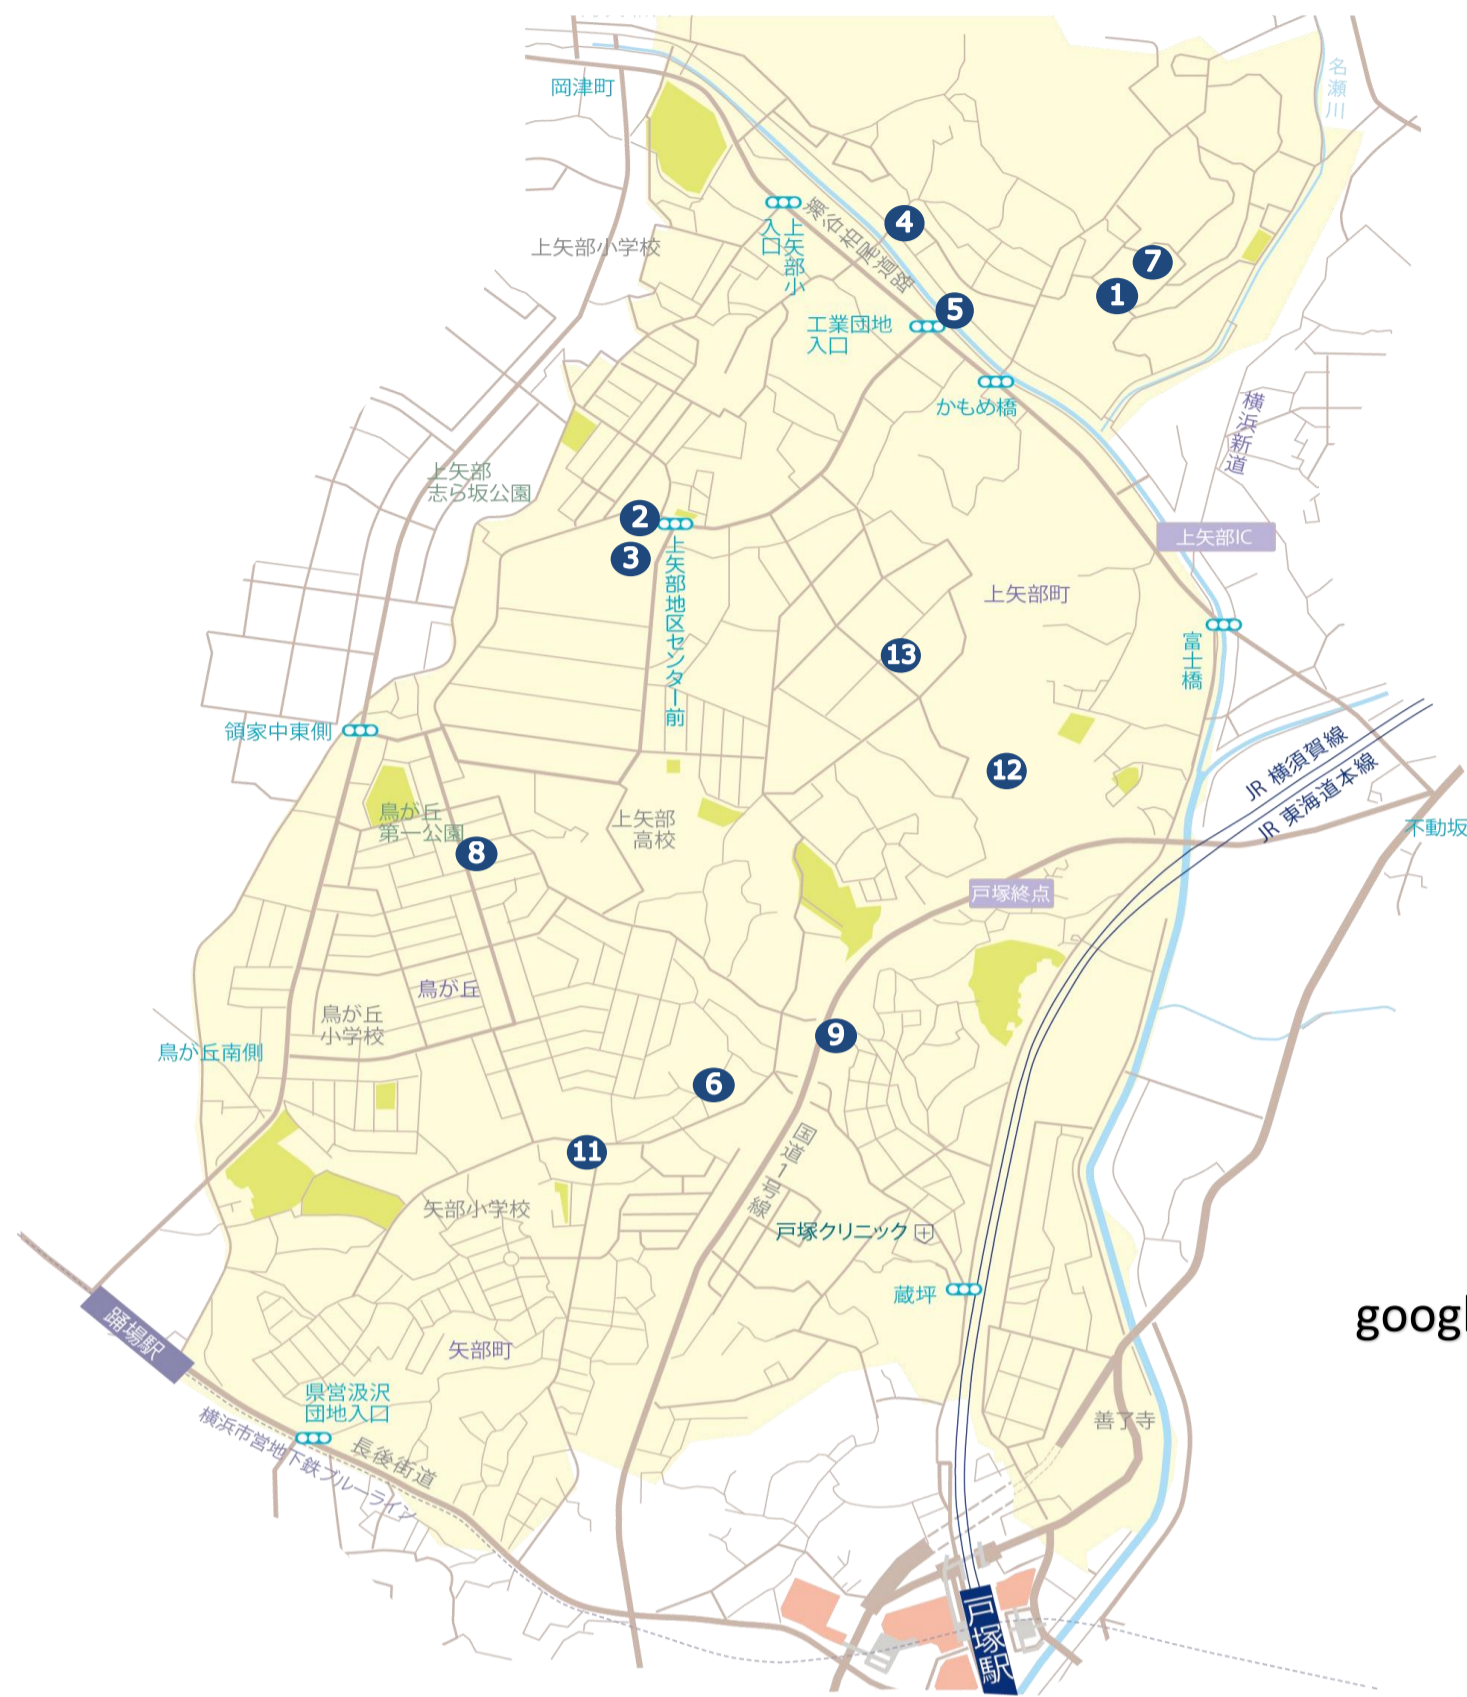 岡津町
名瀬川
上矢部小学校
上矢部小
入口
瀬谷柏尾道路
4
7
1
5
工業団地
入口
かもめ橋
横浜新道
上矢部
志ら坂公園
2
3
上矢部地区センター前
上矢部IC
上矢部町
富士橋
13
領家中東側
12
JR 横須賀線
JR 東海道本線
不動坂
鳥が丘
第一公園
上矢部
高校
8
戸塚終点
鳥が丘
鳥が丘
小学校
鳥が丘南側
9
6
11
国道1号線
矢部小学校
戸塚クリニック
蔵坪
googl
踊場駅
矢部町
県営汲沢
団地入口
横浜市営地下鉄ブルーライン
長後街道
善了寺
戸塚駅